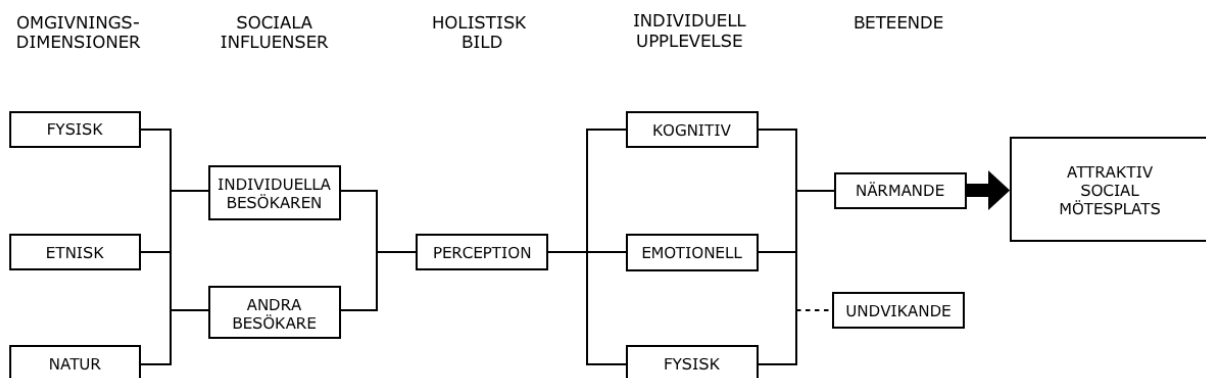 OMGIVNINGS-
DIMENSIONER
SOCIALA
INFLUENSER
HOLISTISK
BILD
INDIVIDUELL
UPPLEVELSE
BETEENDE
FYSISK
ETNISK
NATUR
INDIVIDUELLA
BESÖKAREN
ANDRA
BESÖKARE
PERCEPTION
KOGNITIV
EMOTIONELL
FYSISK
NÄRMANDE
UNDVIKANDE
ATTRAKTIV
SOCIAL
MÖTESPLATS